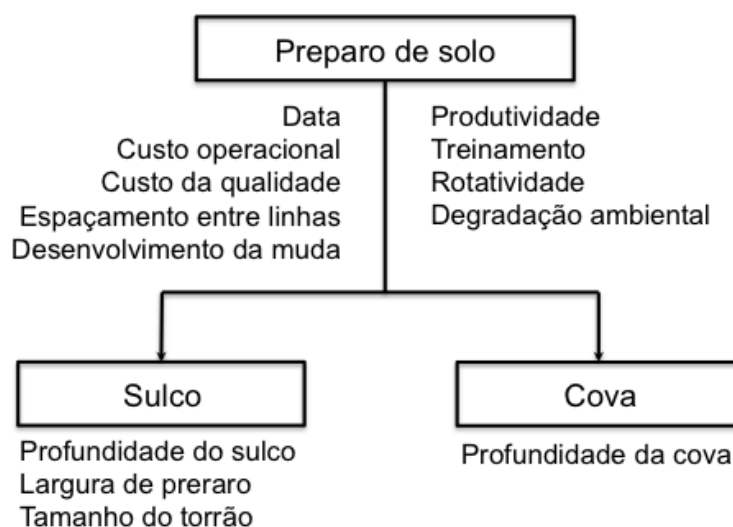 Preparo de solo
Data
Custo operacional
Custo da qualidade
Espaçamento entre linhas
Desenvolvimento da muda
Produtividade
Treinamento
Rotatividade
Degradação ambiental
Sulco
Profundidade do sulco
Largura de preraro
Tamanho do torrão
Cova
Profundidade da cova